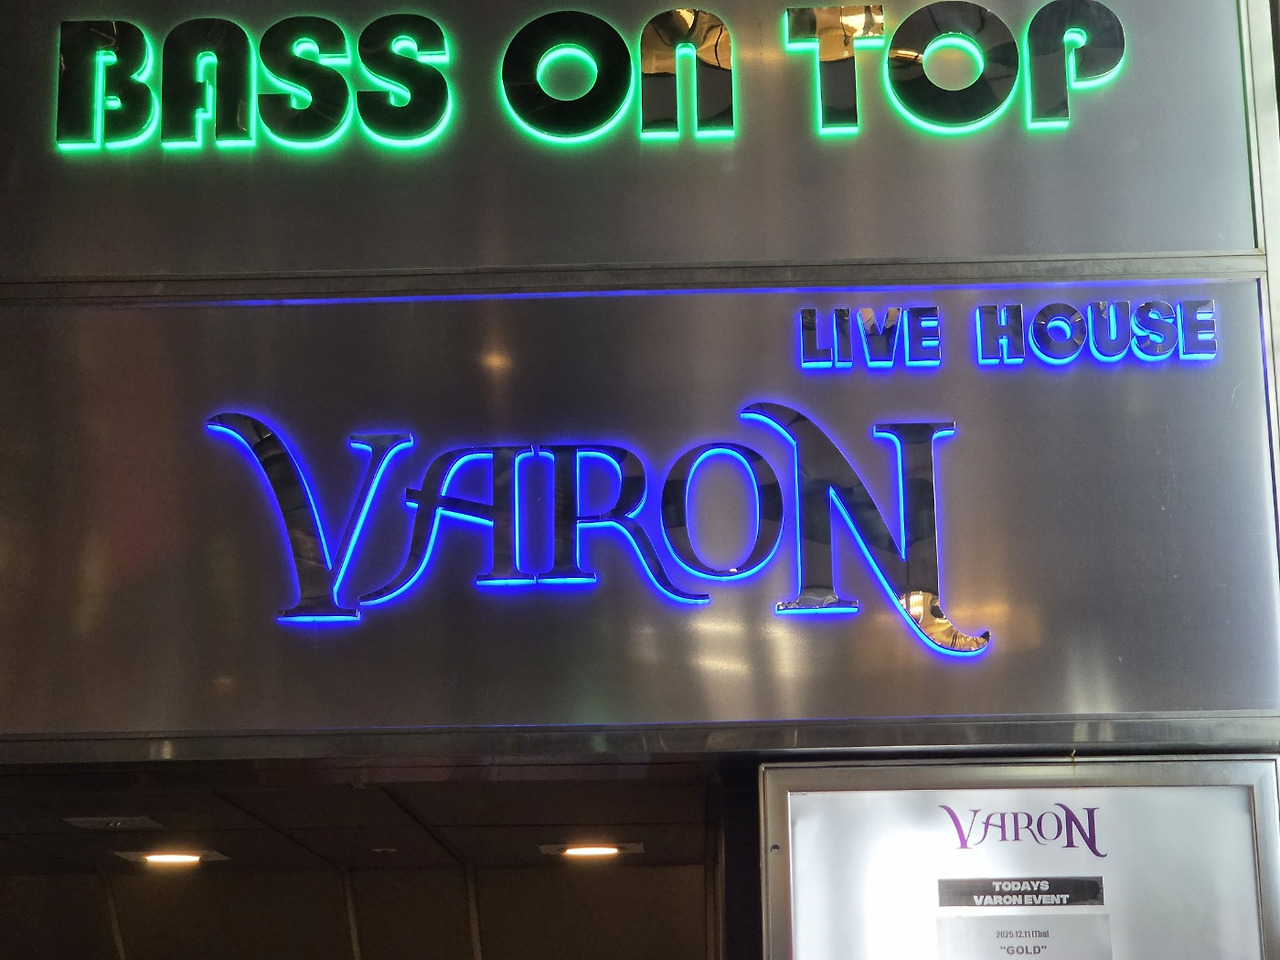 BASS ON TOP
LIVE HOUSE
VARON
VARON
TODAYS
VARON EVENT
2025.12.11(Thu)
"GOLD"